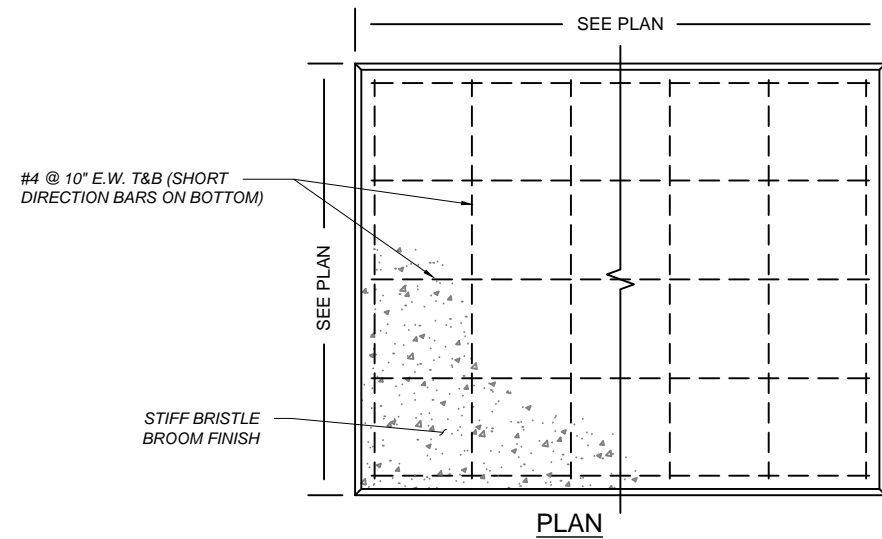 SEE PLAN
#4 @ 10" E.W. T&B (SHORT
DIRECTION BARS ON BOTTOM)
SEE PLAN
STIFF BRISTLE
BROOM FINISH
PLAN